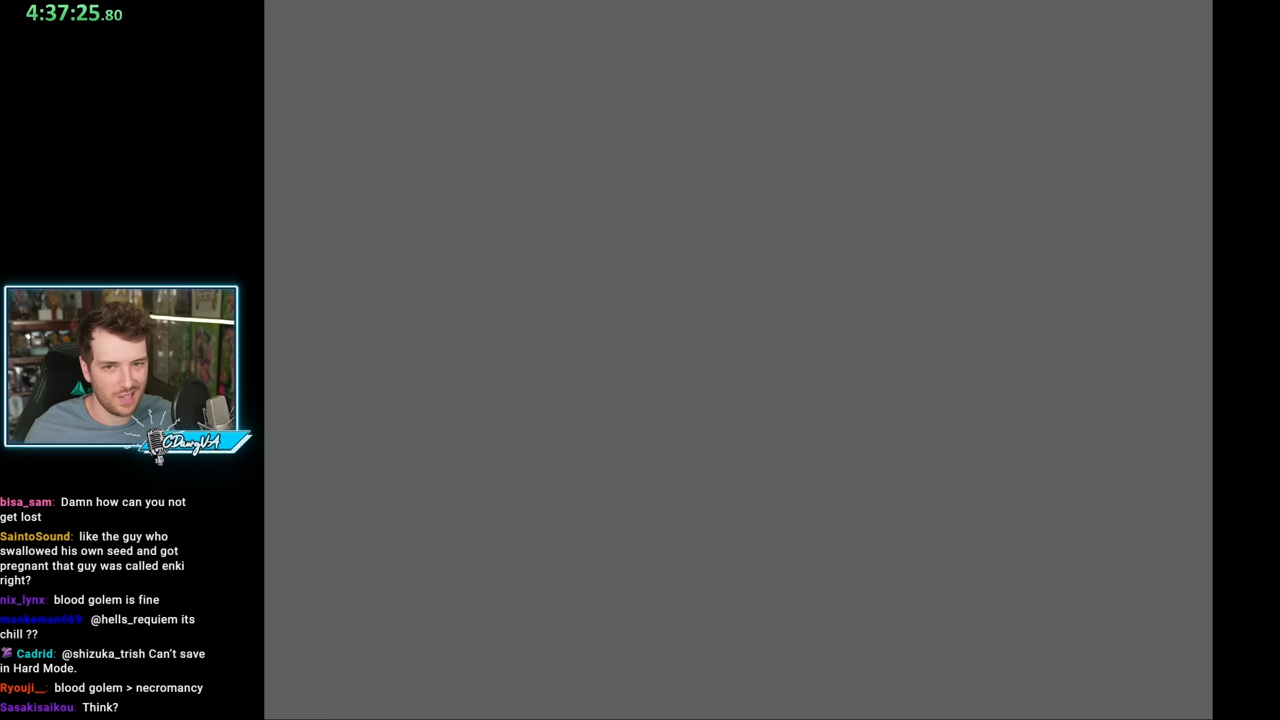 4:37:25.80
CDawgVA
bisa_sam: Damn how can you not
get lost
SaintoSound: like the guy who
swallowed his own seed and got
pregnant that guy was called enki
right?
nix_lynx: blood golem is fine
monkeman069: @hells_requiem its
chill ??
Cadrid: @shizuka_trish Can't save
in Hard Mode.
Ryouji__: blood golem > necromancy
Sasakisaikou: Think?